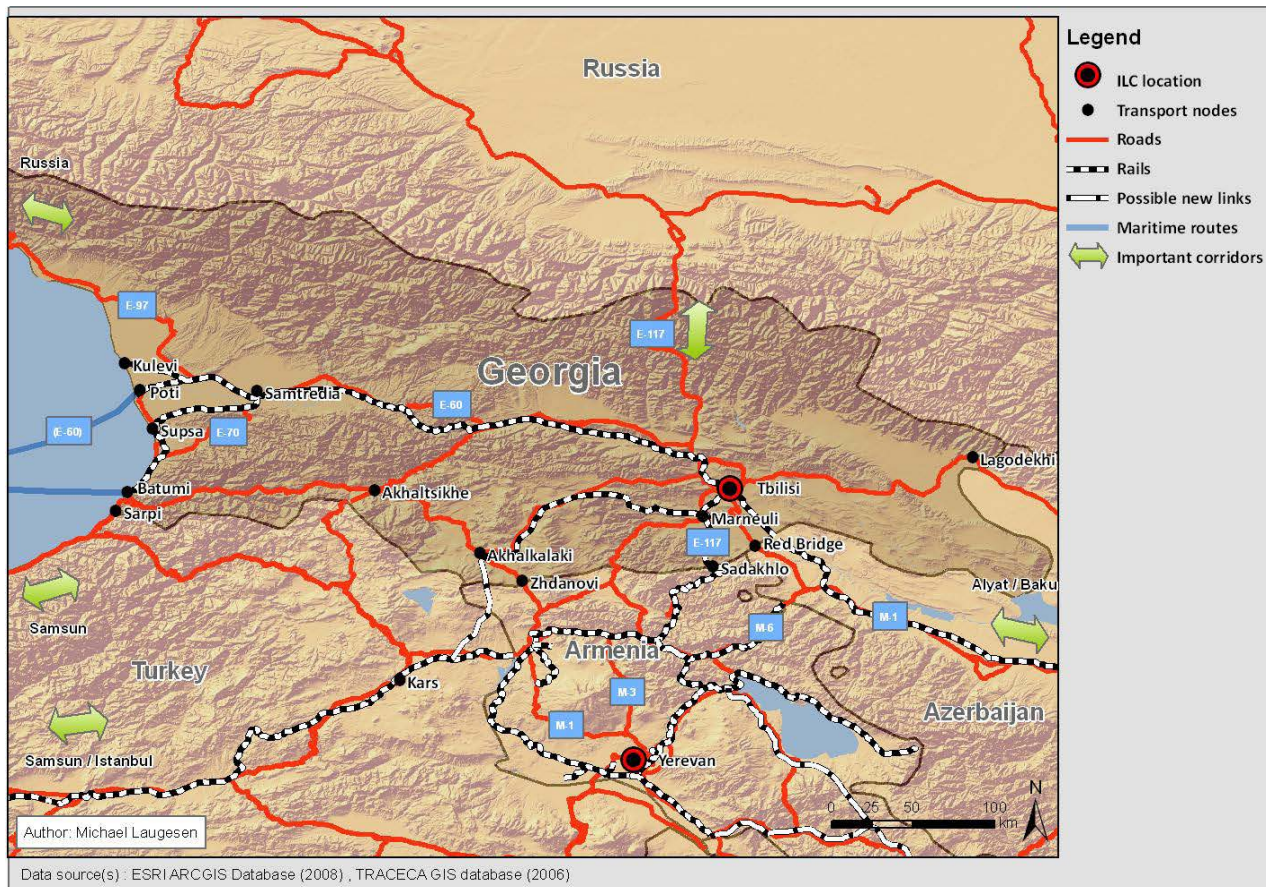 Russia
Russia
E-97
E-117
Kulevi
Georgia
Poti
Samtredia
E-60
(E-60)
Supsa
E-70
Lagodekhi
Batumi
Akhaltsikhe
Tbilisi
Sarpi
Marneuli
E-117
Red Bridge
Akhalkalaki
Sadakhlo
Zhdanovi
Alyat / Baku
Samsun
M-6
M-1
Armenia
Turkey
Kars
M-3
M-1
Azerbaijan
Samsun / Istanbul
Yerevan
N
0 25 50 100
km
Author: Michael Laugesen
Data source(s) : ESRI ARCGIS Database (2008) , TRACECA GIS database (2006)
Legend
ILC location
Transport nodes
Roads
Rails
Possible new links
Maritime routes
Important corridors